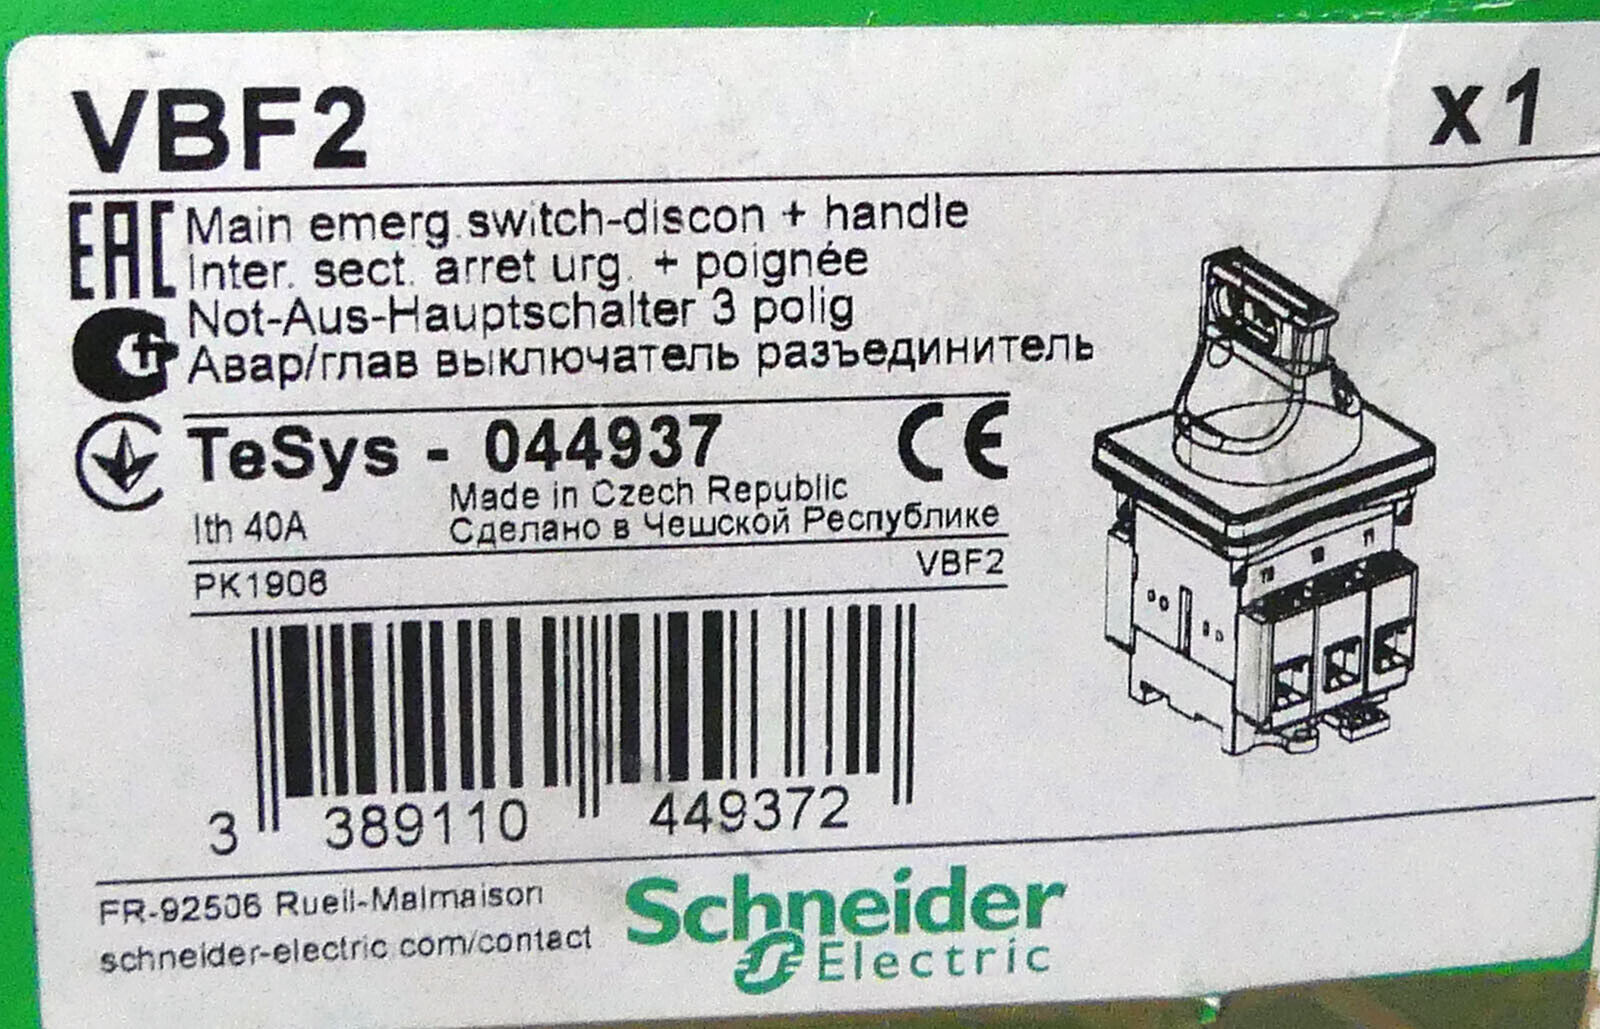 VBF2 x1
EAC Main emerg.switch-discon + handle
Inter. sect. arret urg. + poignée
Not-Aus-Hauptschalter 3 polig
Авар/глав выключатель разъединитель
TeSys - 044937 CE
Made in Czech Republic
Ith 40A Сделано в Чешской Республике
PK1906 VBF2
3 389110 449372
FR-92506 Rueil-Malmaison
schneider-electric.com/contact
Schneider
Electric